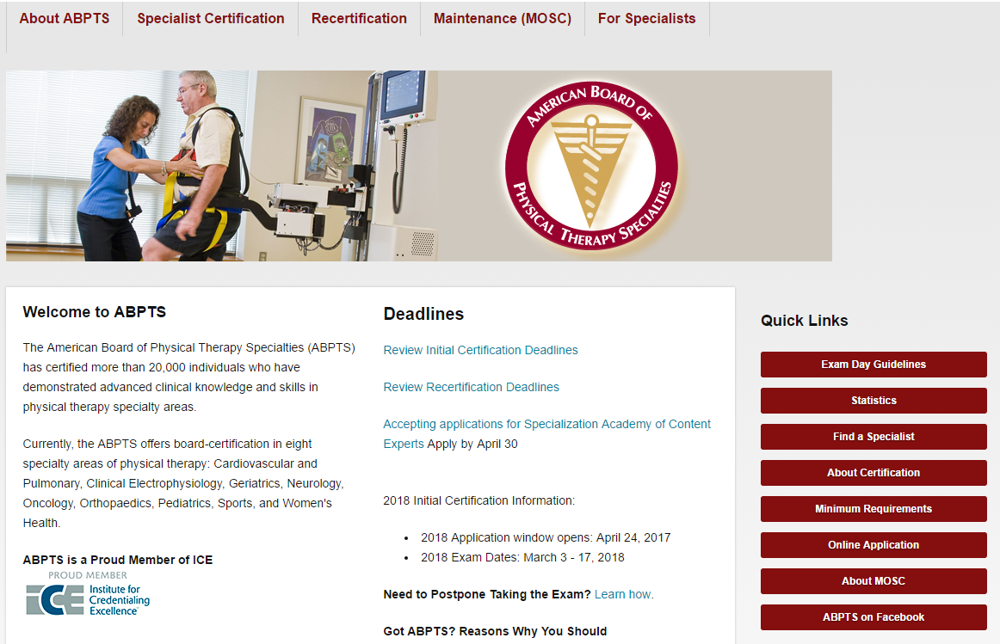 About ABPTS
Specialist Certification
Recertification
Maintenance (MOSC)
For Specialists
AMERICAN BOARD OF
PHYSICAL THERAPY SPECIALTIES
Welcome to ABPTS
The American Board of Physical Therapy Specialties (ABPTS)
has certified more than 20,000 individuals who have
demonstrated advanced clinical knowledge and skills in
physical therapy specialty areas.
Currently, the ABPTS offers board-certification in eight
specialty areas of physical therapy: Cardiovascular and
Pulmonary, Clinical Electrophysiology, Geriatrics, Neurology,
Oncology, Orthopaedics, Pediatrics, Sports, and Women's
Health.
ABPTS is a Proud Member of ICE
PROUD MEMBER
ICE
Institute for
Credentialing
Excellence
Deadlines
Review Initial Certification Deadlines
Review Recertification Deadlines
Accepting applications for Specialization Academy of Content
Experts Apply by April 30
2018 Initial Certification Information:
• 2018 Application window opens: April 24, 2017
• 2018 Exam Dates: March 3 - 17, 2018
Need to Postpone Taking the Exam? Learn how.
Got ABPTS? Reasons Why You Should
Quick Links
Exam Day Guidelines
Statistics
Find a Specialist
About Certification
Minimum Requirements
Online Application
About MOSC
ABPTS on Facebook